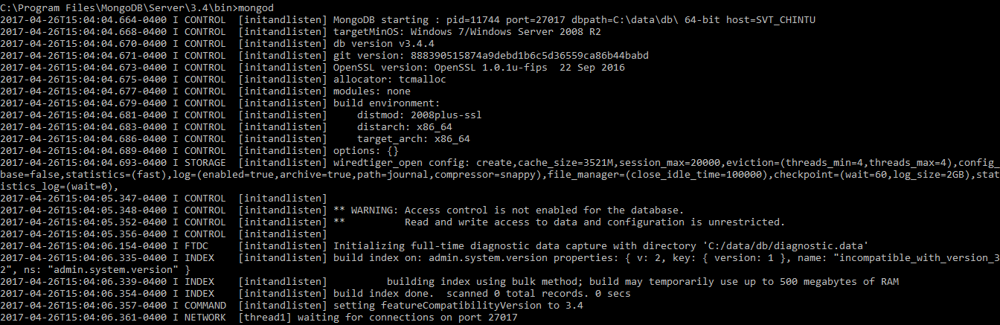 C:\Program Files\MongoDB\Server\3.4\bin>mongod
2017-04-26T15:04:04.664-0400 I CONTROL  [initandlisten] MongoDB starting : pid=11744 port=27017 dbpath=C:\data\db\ 64-bit host=SVT_CHINTU
2017-04-26T15:04:04.668-0400 I CONTROL  [initandlisten] targetMinOS: Windows 7/Windows Server 2008 R2
2017-04-26T15:04:04.670-0400 I CONTROL  [initandlisten] db version v3.4.4
2017-04-26T15:04:04.671-0400 I CONTROL  [initandlisten] git version: 888390515874a9debd1b6c5d36559ca86b44babd
2017-04-26T15:04:04.673-0400 I CONTROL  [initandlisten] OpenSSL version: OpenSSL 1.0.1u-fips  22 Sep 2016
2017-04-26T15:04:04.675-0400 I CONTROL  [initandlisten] allocator: tcmalloc
2017-04-26T15:04:04.677-0400 I CONTROL  [initandlisten] modules: none
2017-04-26T15:04:04.679-0400 I CONTROL  [initandlisten] build environment:
2017-04-26T15:04:04.681-0400 I CONTROL  [initandlisten]     distmod: 2008plus-ssl
2017-04-26T15:04:04.683-0400 I CONTROL  [initandlisten]     distarch: x86_64
2017-04-26T15:04:04.686-0400 I CONTROL  [initandlisten]     target_arch: x86_64
2017-04-26T15:04:04.689-0400 I CONTROL  [initandlisten] options: {}
2017-04-26T15:04:04.693-0400 I STORAGE  [initandlisten] wiredtiger_open config: create,cache_size=3521M,session_max=20000,eviction=(threads_min=4,threads_max=4),config_
base=false,statistics=(fast),log=(enabled=true,archive=true,path=journal,compressor=snappy),file_manager=(close_idle_time=100000),checkpoint=(wait=60,log_size=2GB),stat
istics_log=(wait=0),
2017-04-26T15:04:05.347-0400 I CONTROL  [initandlisten]
2017-04-26T15:04:05.348-0400 I CONTROL  [initandlisten] ** WARNING: Access control is not enabled for the database.
2017-04-26T15:04:05.352-0400 I CONTROL  [initandlisten] **          Read and write access to data and configuration is unrestricted.
2017-04-26T15:04:05.356-0400 I CONTROL  [initandlisten]
2017-04-26T15:04:06.154-0400 I FTDC     [initandlisten] Initializing full-time diagnostic data capture with directory 'C:/data/db/diagnostic.data'
2017-04-26T15:04:06.335-0400 I INDEX    [initandlisten] build index on: admin.system.version properties: { v: 2, key: { version: 1 }, name: "incompatible_with_version_3
2", ns: "admin.system.version" }
2017-04-26T15:04:06.339-0400 I INDEX    [initandlisten]          building index using bulk method; build may temporarily use up to 500 megabytes of RAM
2017-04-26T15:04:06.354-0400 I INDEX    [initandlisten] build index done.  scanned 0 total records. 0 secs
2017-04-26T15:04:06.357-0400 I COMMAND  [initandlisten] setting featureCompatibilityVersion to 3.4
2017-04-26T15:04:06.361-0400 I NETWORK  [thread1] waiting for connections on port 27017